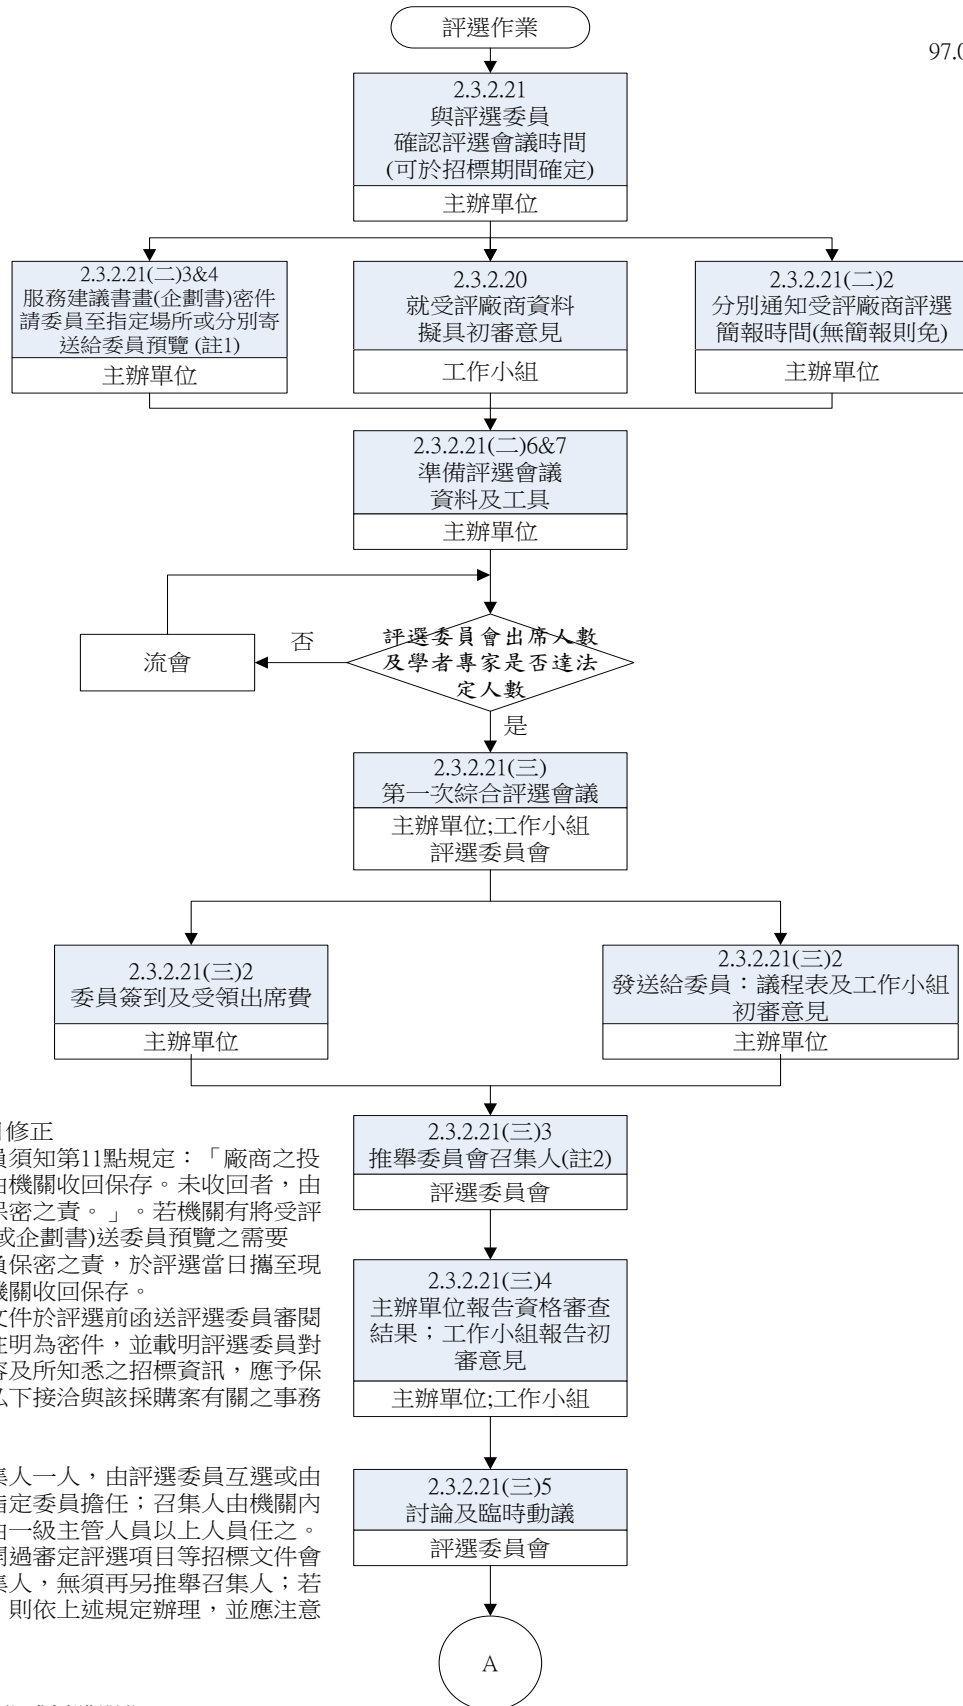 評選作業
97.0
2.3.2.21
與評選委員
確認評選會議時間
(可於招標期間確定)
主辦單位
2.3.2.21(二)3&4
服務建議書畫(企劃書)密件
請委員至指定場所或分別寄
送給委員預覽 (註1)
主辦單位
2.3.2.20
就受評廠商資料
擬具初審意見
工作小組
2.3.2.21(二)2
分別通知受評廠商評選
簡報時間(無簡報則免)
主辦單位
2.3.2.21(二)6&7
準備評選會議
資料及工具
主辦單位
評選委員會出席人數
及學者專家是否達法
定人數
否
流會
是
2.3.2.21(三)
第一次綜合評選會議
主辦單位;工作小組
評選委員會
2.3.2.21(三)2
委員簽到及受領出席費
主辦單位
2.3.2.21(三)2
發送給委員：議程表及工作小組
初審意見
主辦單位
2.3.2.21(三)3
推舉委員會召集人(註2)
評選委員會
2.3.2.21(三)4
主辦單位報告資格審查
結果；工作小組報告初
審意見
主辦單位;工作小組
2.3.2.21(三)5
討論及臨時動議
評選委員會
A
修正
員須知第11點規定：「廠商之投
由機關收回保存。未收回者，由
保密之責。」。若機關有將受評
或企劃書)送委員預覽之需要
負保密之責，於評選當日攜至現
機關收回保存。
文件於評選前函送評選委員審閱
註明為密件，並載明評選委員對
容及所知悉之招標資訊，應予保
私下接洽與該採購案有關之事務
集人一人，由評選委員互選或由
指定委員擔任；召集人由機關內
由一級主管人員以上人員任之。
開過審定評選項目等招標文件會
集人，無須再另推舉召集人；若
則依上述規定辦理，並應注意